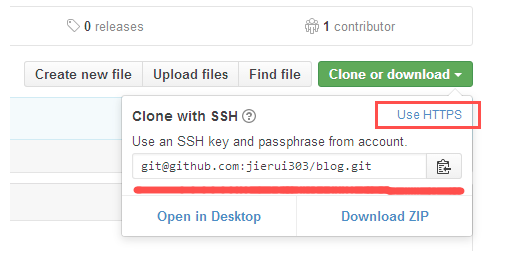 0 releases
1 contributor
Create new file
Upload files
Find file
Clone or download
Clone with SSH ?
Use HTTPS
Use an SSH key and passphrase from account.
git@github.com:jierui303/blog.git
Open in Desktop
Download ZIP